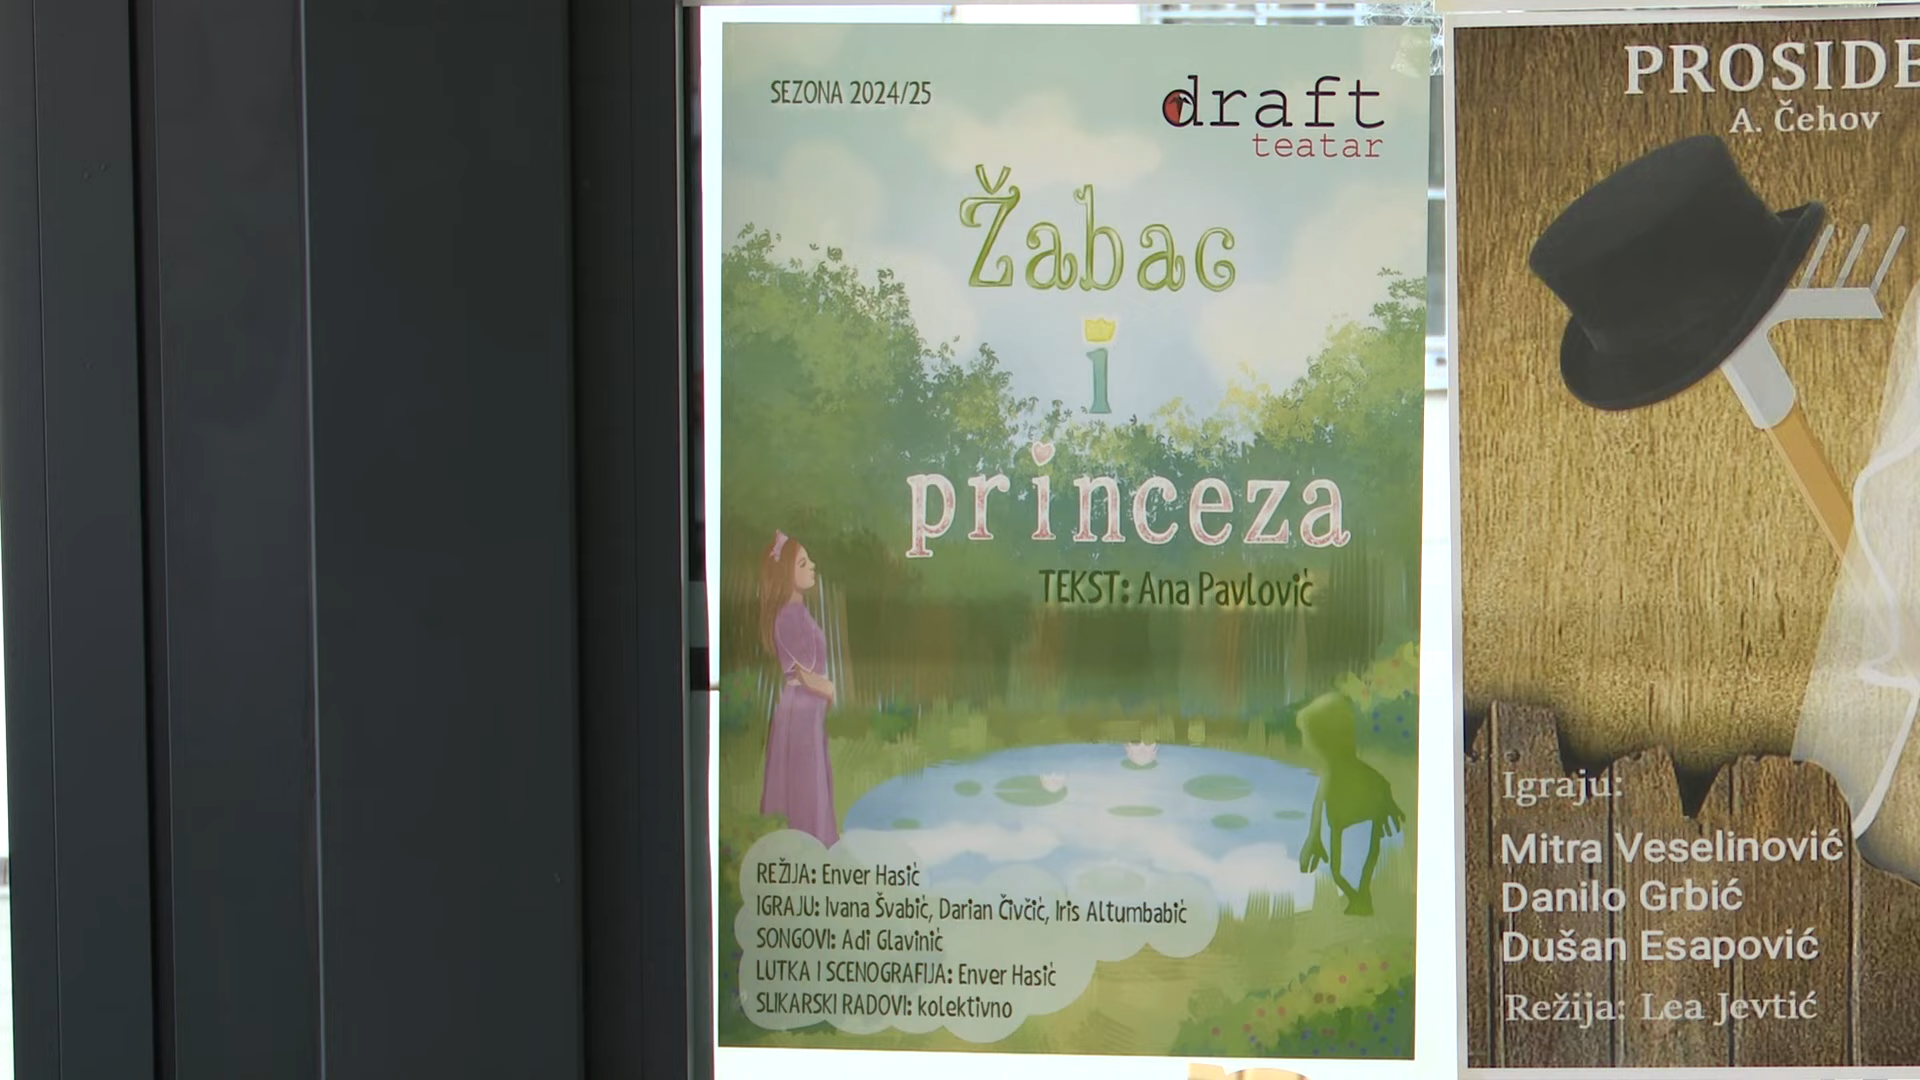 SEZONA 2024/25
draft
teatar
Žabac
i
princeza
TEKST: Ana Pavlović
REŽIJA: Enver Hasić
IGRAJU: Ivana Švabić, Darian Čivčić, Iris Altumbabić
SONGOVI: Adi Glavinić
LUTKA I SCENOGRAFIJA: Enver Hasić
SLIKARSKI RADOVI: kolektivno
A. Čehov
Igraju:
Mitra Veselinović
Danilo Grbić
Dušan Esapović
Režija: Lea Jevtić